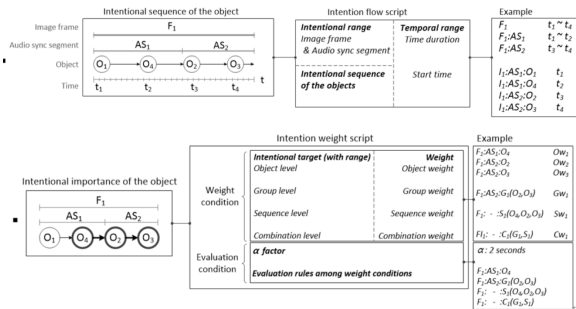 Intentional sequence of the object
Image frame
F1
Audio sync segment
AS1 AS2
Object
O1 O4 O2 O3
Time
t
t1 t2 t3 t4
Intention flow script
Intentional range
Image frame
& Audio sync segment
Temporal range
Time duration
Intentional sequence
of the objects
Start time
Example
F1 t1 ~ t4
F1:AS1 t1 ~ t2
F1:AS2 t3 ~ t4
I1:AS1:O1 t1
I1:AS1:O4 t2
I1:AS2:O2 t3
I1:AS2:O3 t4
Intentional importance of the object
F1
AS1 AS2
O1 O4 O2 O3
Intention weight script
Weight
condition
Intentional target (with range) Weight
Object level Object weight
Group level Group weight
Sequence level Sequence weight
Combination level Combination weight
Evaluation
condition
α factor
Evaluation rules among weight conditions
Example
F1:AS1:O4 Ow1
F1:AS2:O2 Ow2
F1:AS2:O3 Ow3
F1:AS2:G1(O2,O3) Gw1
F1: - :S1(O4,O2,O3) Sw1
FI1: - :C1(G1,S1) Cw1
α: 2 seconds
F1:AS1:O4
F1:AS2:G1(O2,O3)
F1: - :S1(O4,O2,O3)
F1: - :C1(G1,S1)